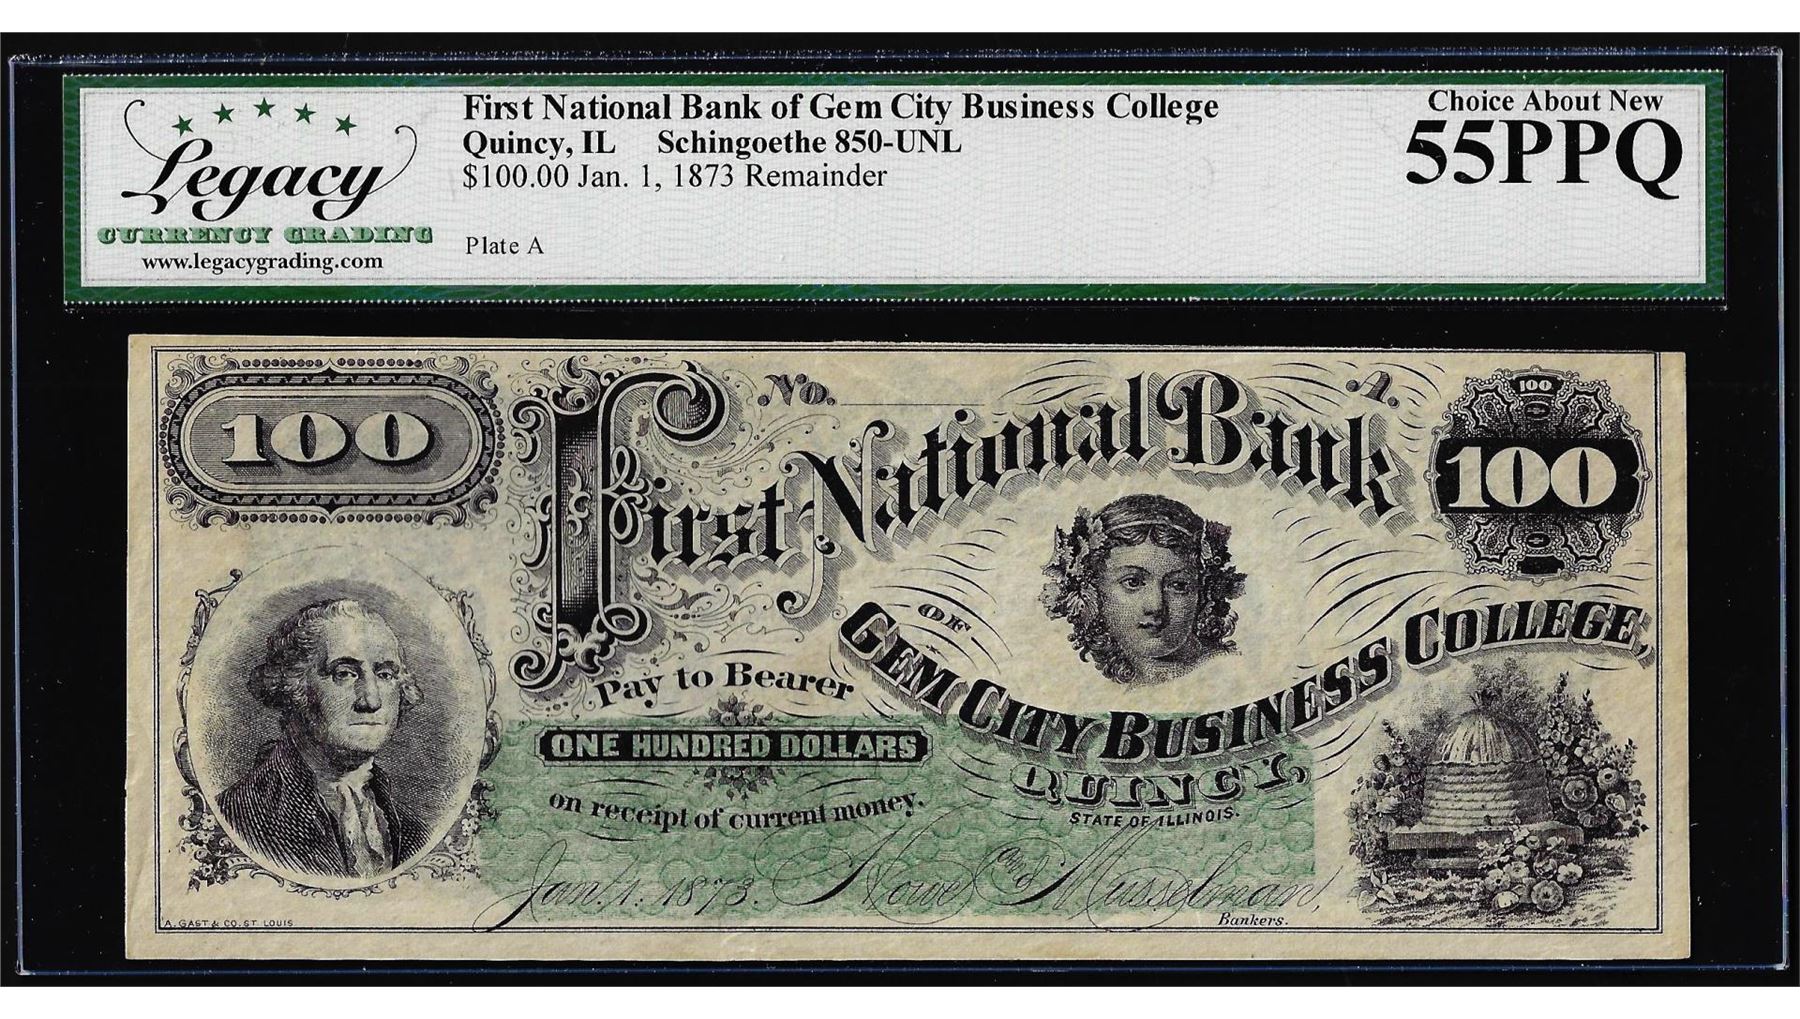 Legacy
CURRENCY GRADING
www.legacygrading.com
First National Bank of Gem City Business College
Quincy, IL Schingoethe 850-UNL
$100.00 Jan. 1, 1873 Remainder
Plate A
Choice About New
55PPQ
100
No.
A.
100
100
First National Bank
OF
GEM CITY BUSINESS COLLEGE,
QUINCY,
STATE OF ILLINOIS.
Pay to Bearer
ONE HUNDRED DOLLARS
on receipt of current money.
Jan. 1. 1873. Howe and Musselman,
Bankers.
A. GAST & CO. ST. LOUIS